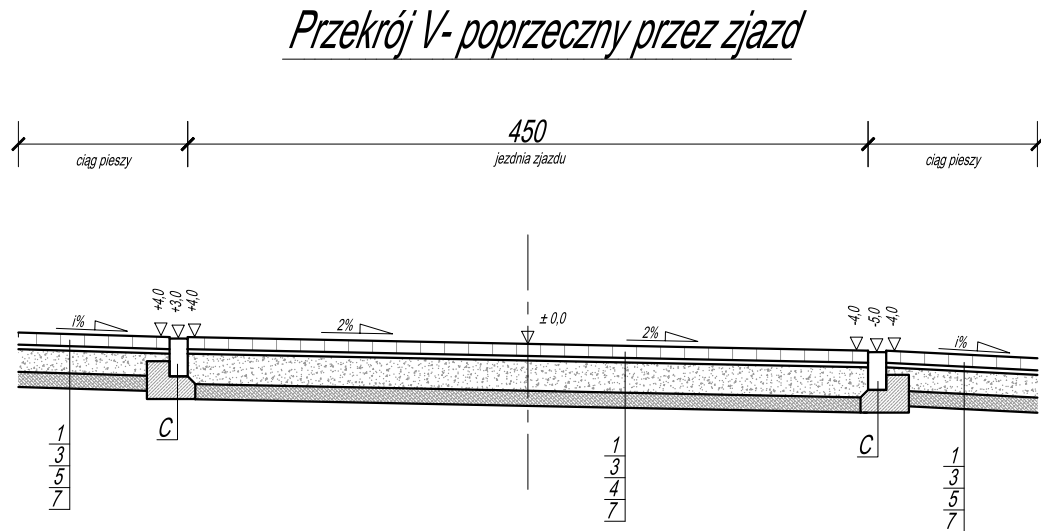 Przekrój V- poprzeczny przez zjazd
450
ciąg pieszy
jezdnia zjazdu
ciąg pieszy
+4,0
+3,0
+4,0
± 0,0
-4,0
-5,0
-4,0
i%
2%
2%
i%
C
C
1
3
5
7
1
3
4
7
1
3
5
7